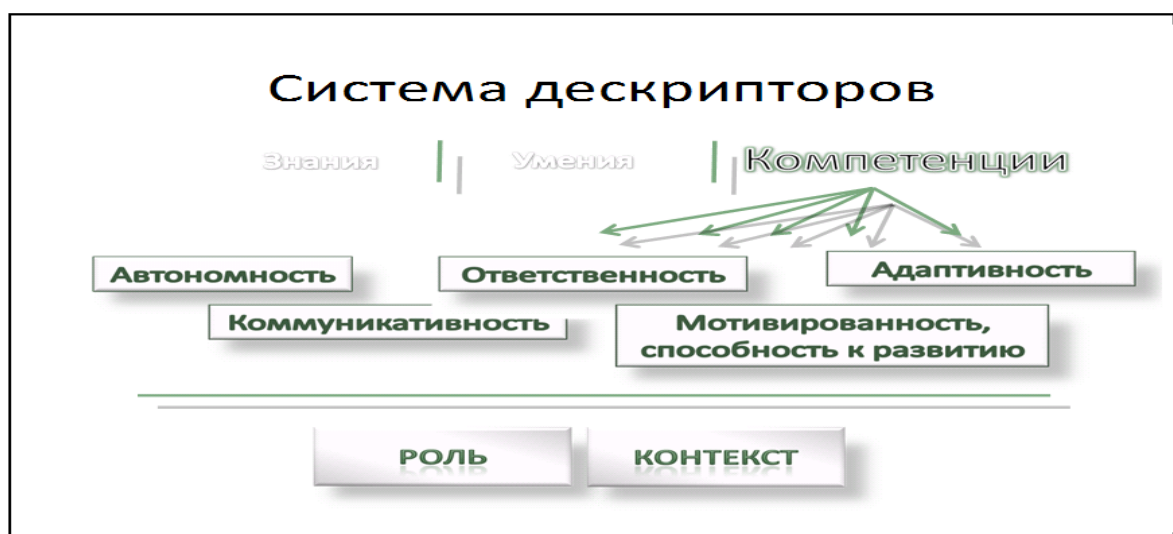 Система дескрипторов
Знания
Умения
Компетенции
Автономность
Ответственность
Адаптивность
Коммуникативность
Мотивированность,
способность к развитию
РОЛЬ
КОНТЕКСТ